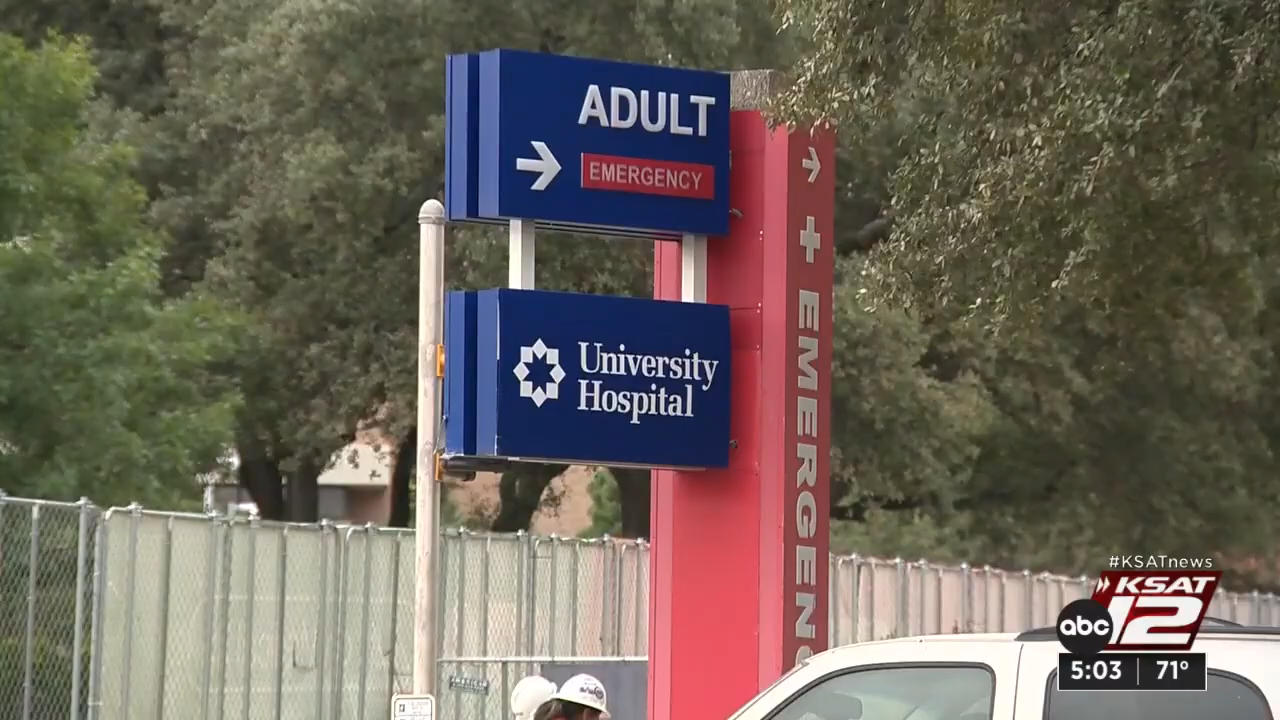 ADULT
EMERGENCY
University
Hospital
EMERGENC
#KSATnews
KSAT
abc 12
5:03 71°